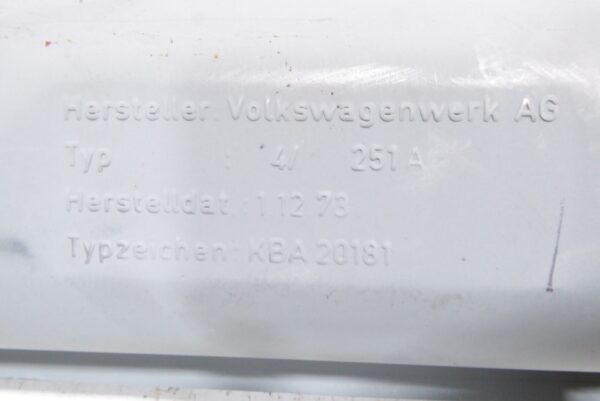 Hersteller: Volkswagenwerk AG
Typ : 4/ 251 A
Herstelldat.: 1 12 73
Typzeichen: KBA 20181